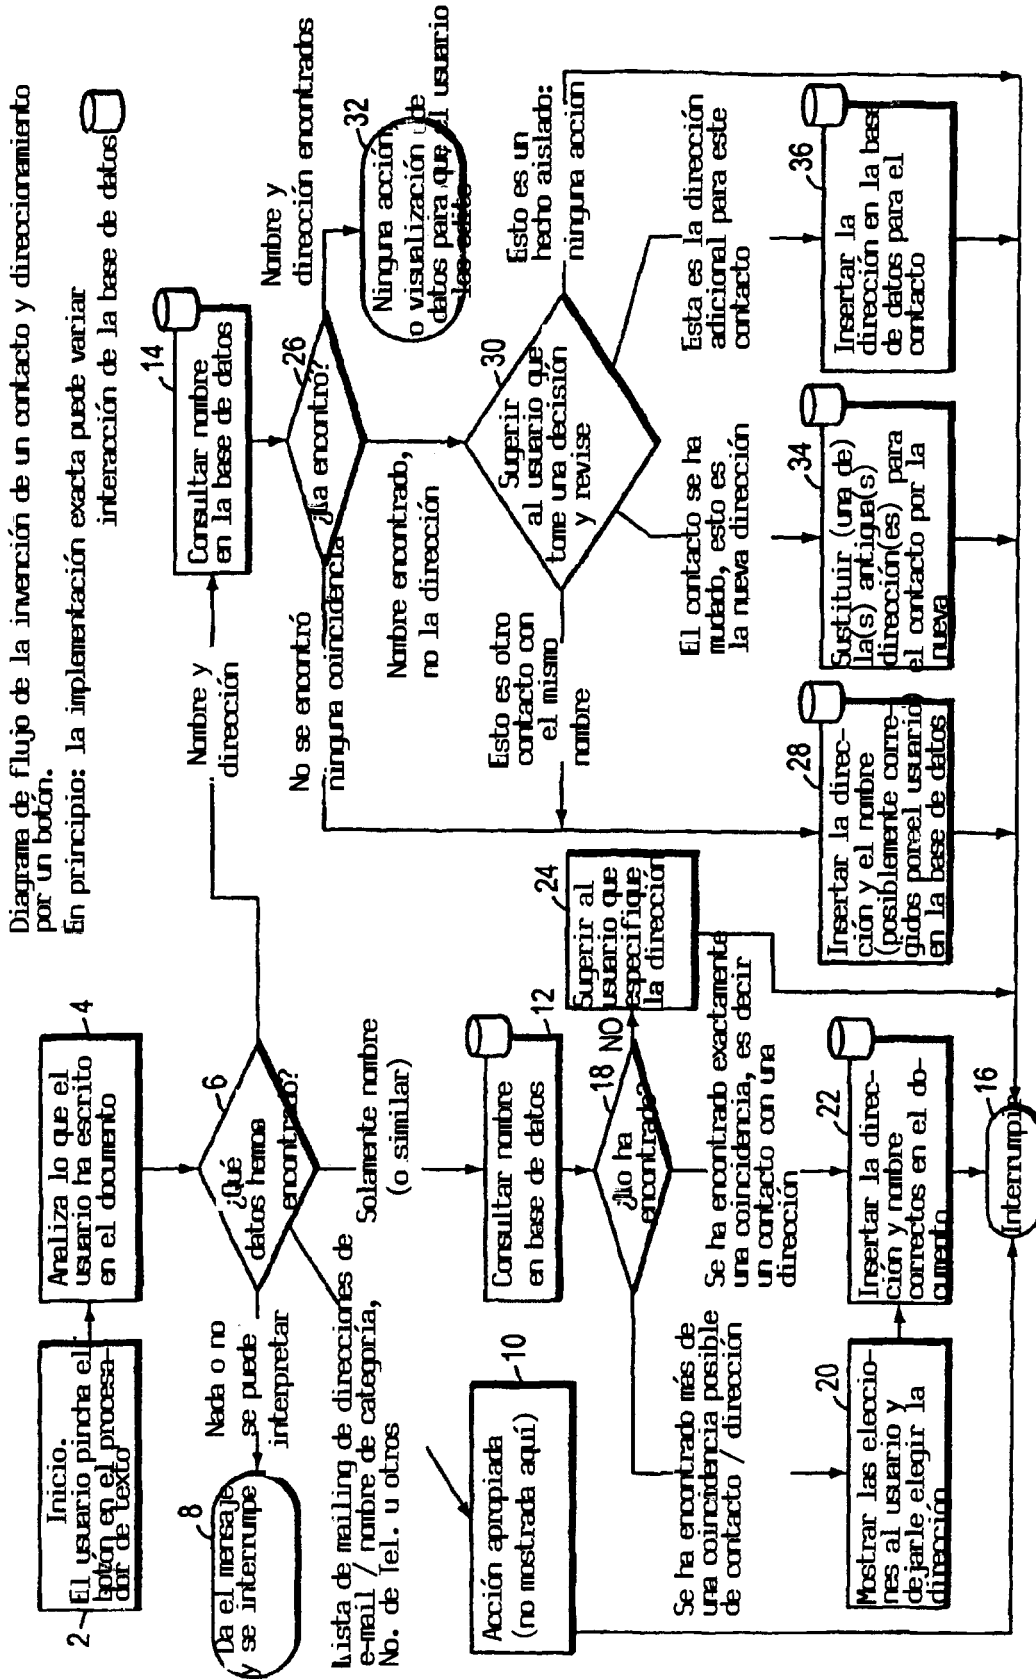 Diagrama de flujo de la invención de un contacto y direccionamiento
por un botón.
En principio: la implementación exacta puede variar
interacción de la base de datos
2
Inicio.
El usuario pincha el
botón en el procesa-
dor de texto
4
Analiza lo que el
usuario ha escrito
en el documento
6
¿Qué
datos hemos
encontrado?
Nada o no
se puede
interpretar
8
Da el mensaje
y se interrumpe
Lista de mailing de direcciones de
e-mail / nombre de categoría,
No. de Tel. u otros
10
Acción apropiada
(no mostrada aquí)
Solamente nombre
(o similar)
12
Consultar nombre
en base de datos
18
¿Lo ha
encontrado?
NO
24
Sugerir al
usuario que
especifique
la dirección
Se ha encontrado más de
una coincidencia posible
de contacto / dirección
20
Mostrar las eleccio-
nes al usuario y
dejarle elegir la
dirección
Se ha encontrado exactamente
una coincidencia, es decir
un contacto con una
dirección
22
Insertar la direc-
ción y nombre
correctos en el do-
cumento
16
Interrumpir
Nombre y
dirección
14
Consultar nombre
en la base de datos
26
¿La encontro?
Nombre y
dirección encontrados
32
Ninguna acción,
o visualización de
datos para que el usuario
los edite
No se encontró
ninguna coincidencia
Nombre encontrado,
no la dirección
30
Sugerir
al usuario que
tome una decisión
y revise
Esto es otro
contacto con
el mismo
nombre
Esto es un
hecho aislado:
ninguna acción
El contacto se ha
mudado, esto es
la nueva dirección
Esta es la dirección
adicional para este
contacto
28
Insertar la direc-
ción y el nombre
(posiblemente corre-
gidos por el usuario)
en la base de datos
34
Sustituir (una de)
la(s) antigua(s)
dirección(es) para
el contacto por la
nueva
36
Insertar la
dirección en la base
de datos para el
contacto